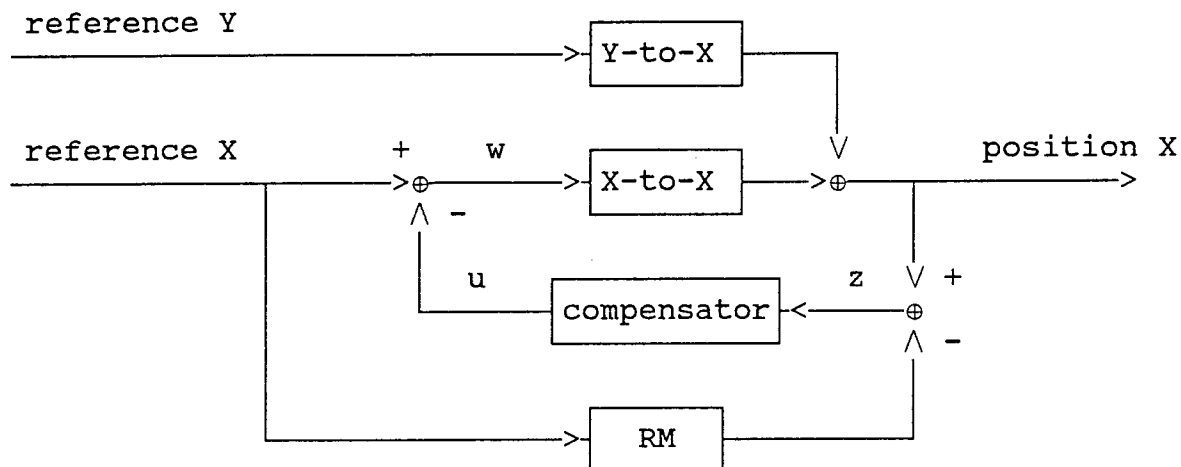 reference Y
Y-to-X
reference X
+
w
X-to-X
position X
-
u
compensator
z
+
-
RM